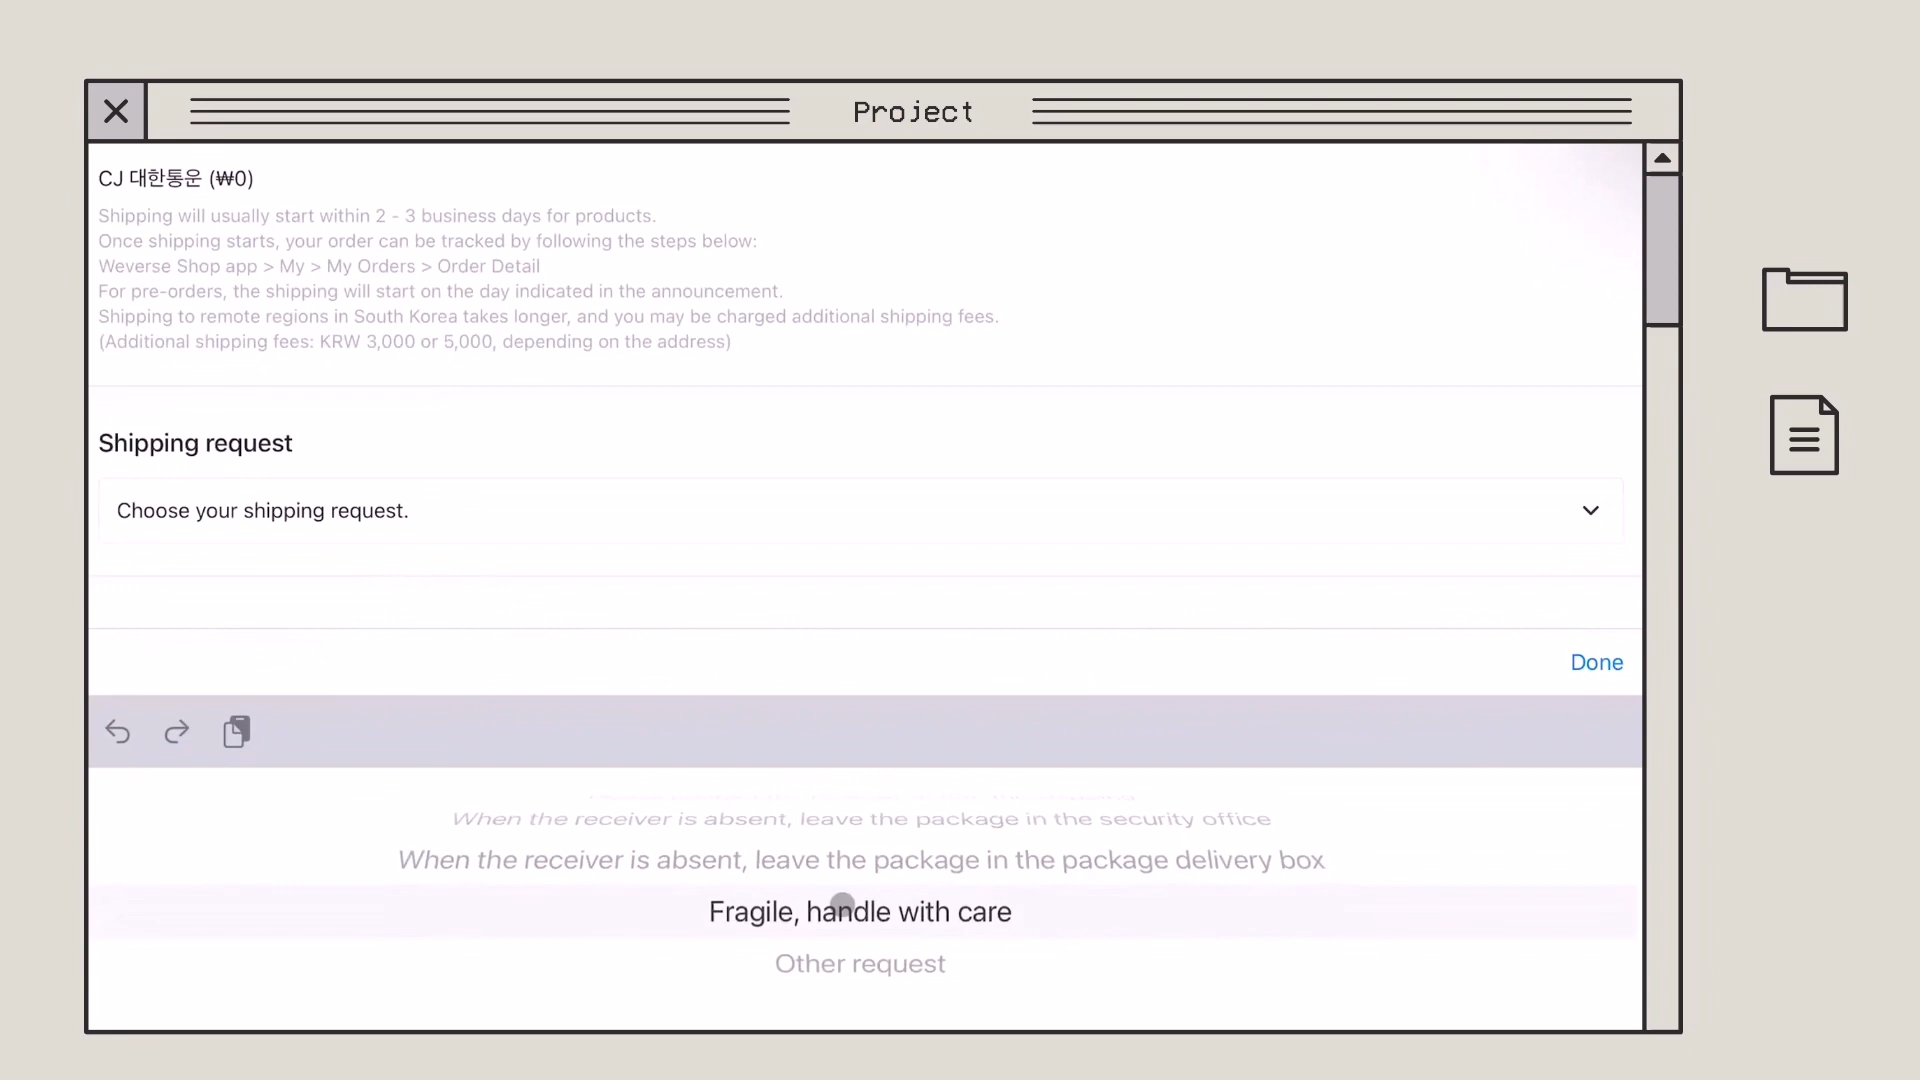 Project
CJ 대한통운 (₩0)
Shipping will usually start within 2 - 3 business days for products.
Once shipping starts, your order can be tracked by following the steps below:
Weverse Shop app > My > My Orders > Order Detail
For pre-orders, the shipping will start on the day indicated in the announcement.
Shipping to remote regions in South Korea takes longer, and you may be charged additional shipping fees.
(Additional shipping fees: KRW 3,000 or 5,000, depending on the address)
Shipping request
Choose your shipping request.
Done
When the receiver is absent, leave the package in the security office
When the receiver is absent, leave the package in the package delivery box
Fragile, handle with care
Other request